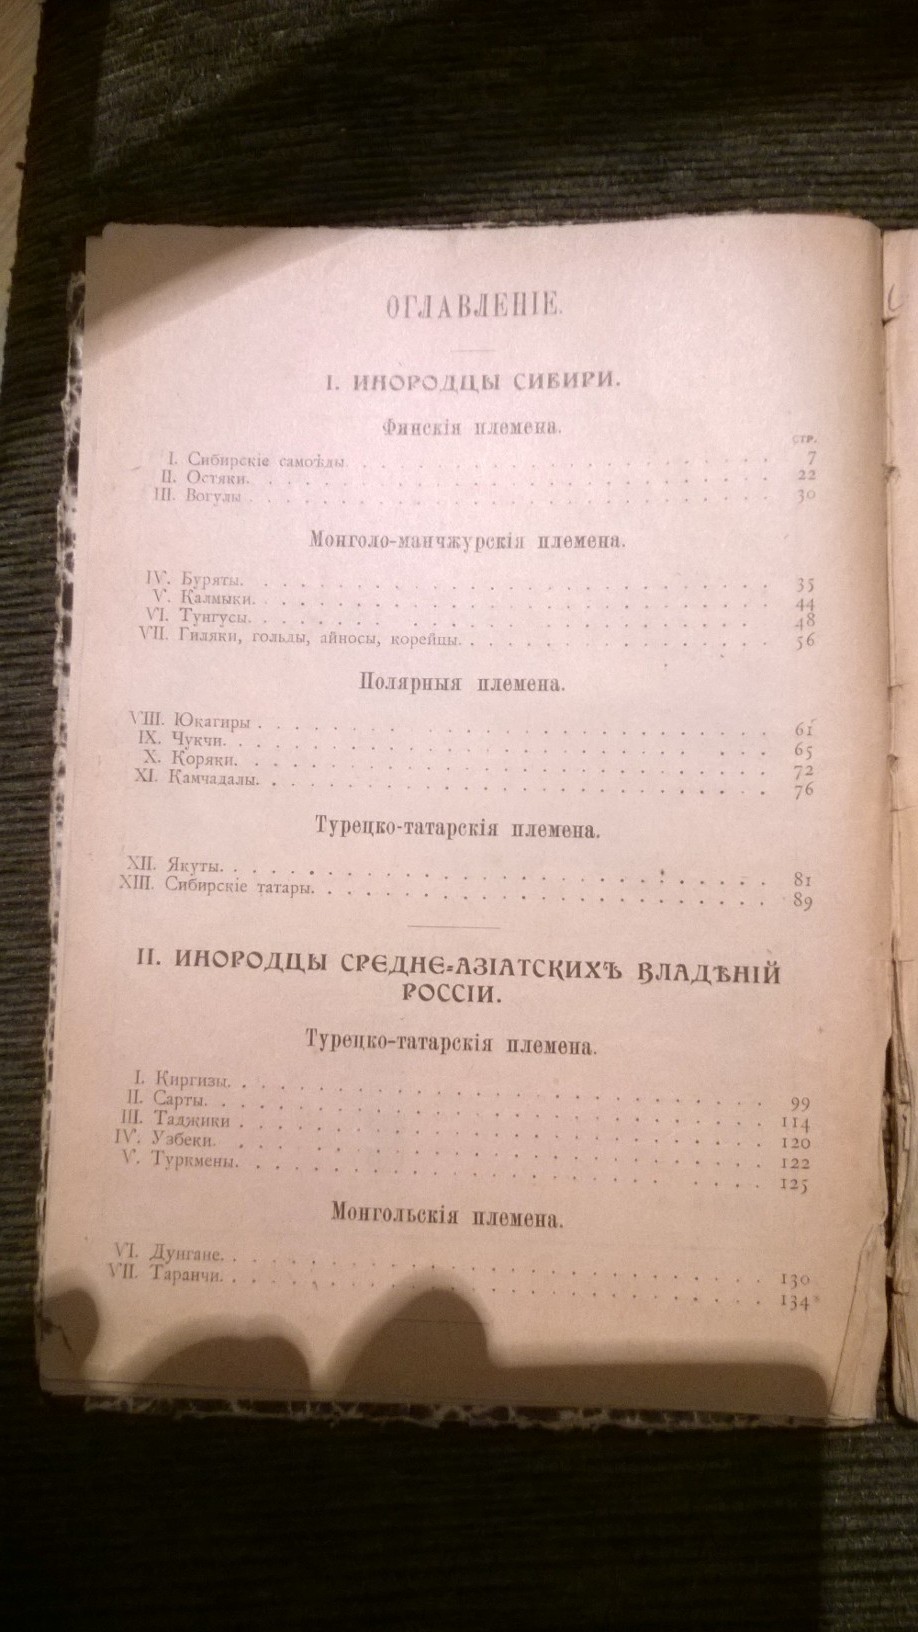 ОГЛАВЛЕНІЕ.
I. ИНОРОДЦЫ СИБИРИ.
Финскія племена.
СТР.
I. Сибирскіе самоѣды. 7
II. Остяки. 22
III. Вогулы 30
Монголо-манчжурскія племена.
IV. Буряты. 35
V. Калмыки. 44
VI. Тунгусы. 48
VII. Гиляки, гольды, айносы, корейцы. 56
Полярныя племена.
VIII. Юкагиры 61
IX. Чукчи. 65
X. Коряки. 72
XI. Камчадалы. 76
Турецко-татарскія племена.
XII. Якуты. 81
XIII. Сибирскіе татары. 89
II. ИНОРОДЦЫ СРЕДНЕ-АЗІАТСКИХЪ ВЛАДѢНІЙ
РОССІИ.
Турецко-татарскія племена.
I. Киргизы. 99
II. Сарты. 114
III. Таджики 120
IV. Узбеки. 122
V. Туркмены. 125
Монгольскія племена.
VI. Дунгане. 130
VII. Таранчи. 134